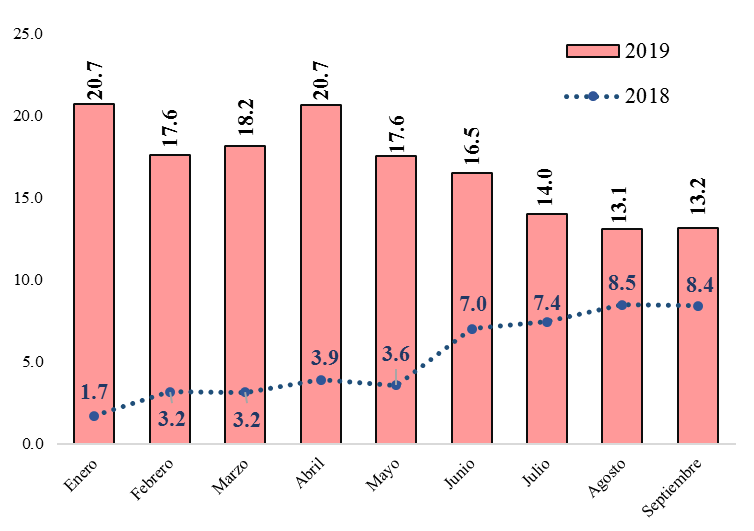 25.0
20.0
15.0
10.0
5.0
0.0
2019
2018
20.7
17.6
18.2
20.7
17.6
16.5
14.0
13.1
13.2
1.7
3.2
3.2
3.9
3.6
7.0
7.4
8.5
8.4
Enero
Febrero
Marzo
Abril
Mayo
Junio
Julio
Agosto
Septiembre